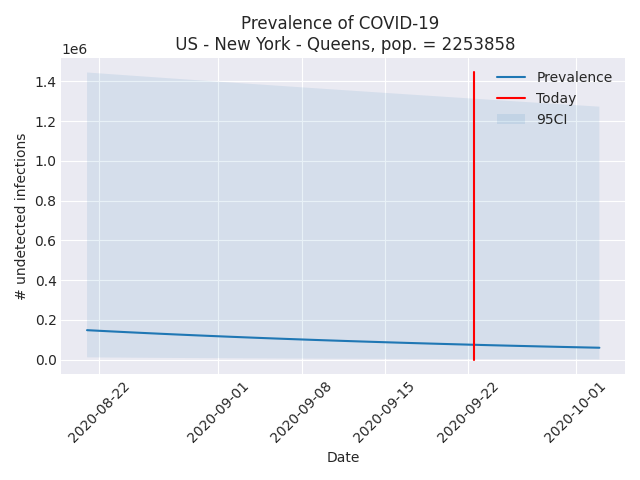 Prevalence of COVID-19
US - New York - Queens, pop. = 2253858
1e6
Prevalence
Today
95CI
1.4
1.2
1.0
0.8
0.6
0.4
0.2
0.0
# undetected infections
2020-08-22
2020-09-01
2020-09-08
2020-09-15
2020-09-22
2020-10-01
Date